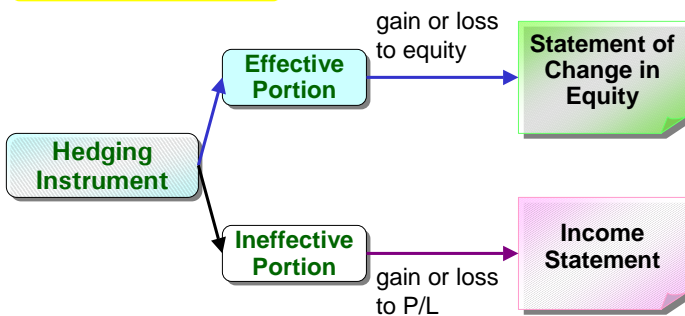 gain or loss
to equity
Effective
Portion
Statement of
Change in
Equity
Hedging
Instrument
Ineffective
Portion
gain or loss
to P/L
Income
Statement